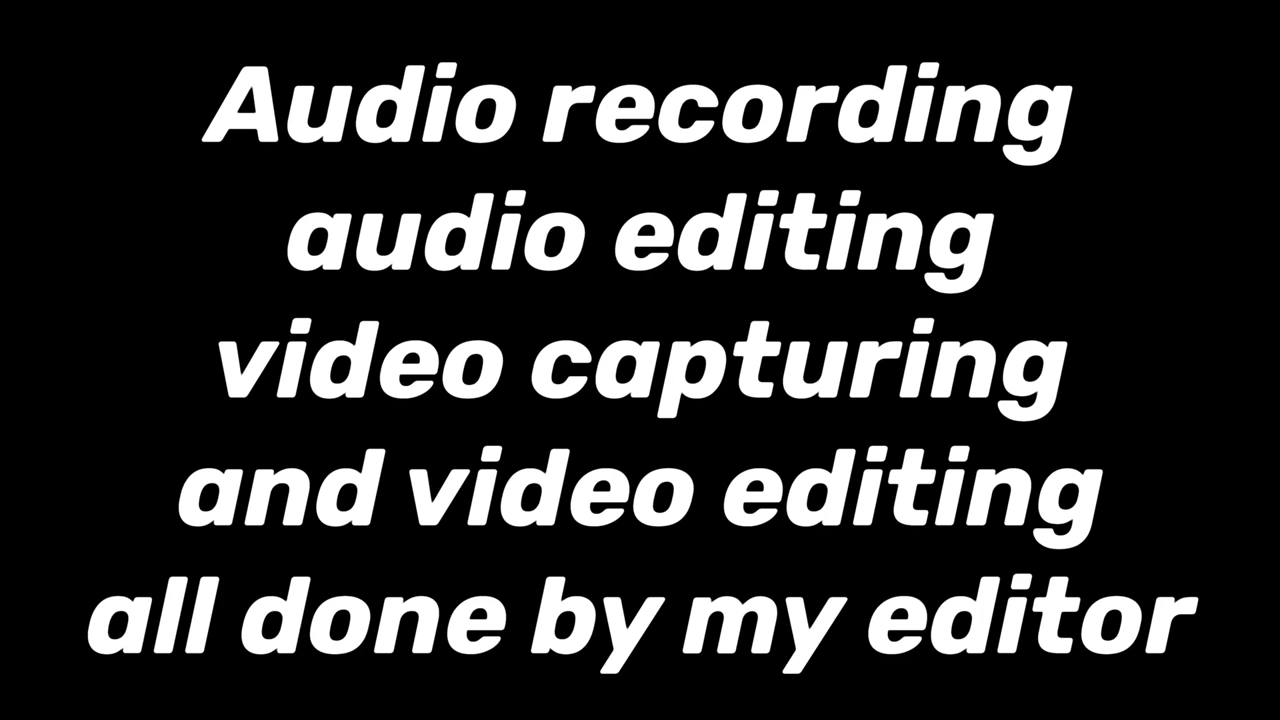 Audio recording
audio editing
video capturing
and video editing
all done by my editor